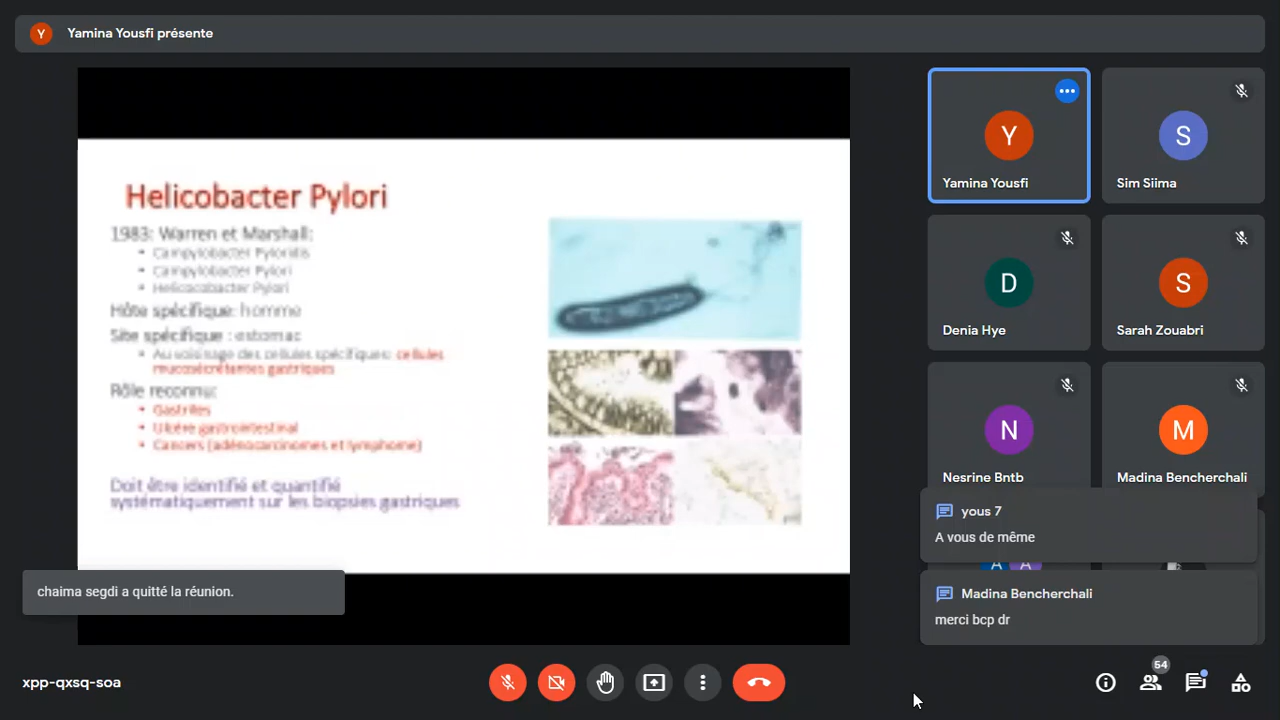 Y
Yamina Yousfi présente
Helicobacter Pylori
1983: Warren et Marshall:
• Campylobacter Pyloridis
• Campylobacter Pylori
• Helicocobacter Pylori
Hôte spécifique: homme
Site spécifique : estomac
• Au voisinage des cellules spécifiques: cellules
mucosécrétantes gastriques
Rôle reconnu:
• Gastrites
• Ulcère gastrointestinal
• Cancers (adénocarcinomes et lymphome)
Doit être identifié et quantifié
systématiquement sur les biopsies gastriques
chaima segdi a quitté la réunion.
Y
Yamina Yousfi
S
Sim Siima
D
Denia Hye
S
Sarah Zouabri
N
Nesrine Bntb
M
Madina Bencherchali
yous 7
A vous de même
A A
Madina Bencherchali
merci bcp dr
xpp-qxsq-soa
54